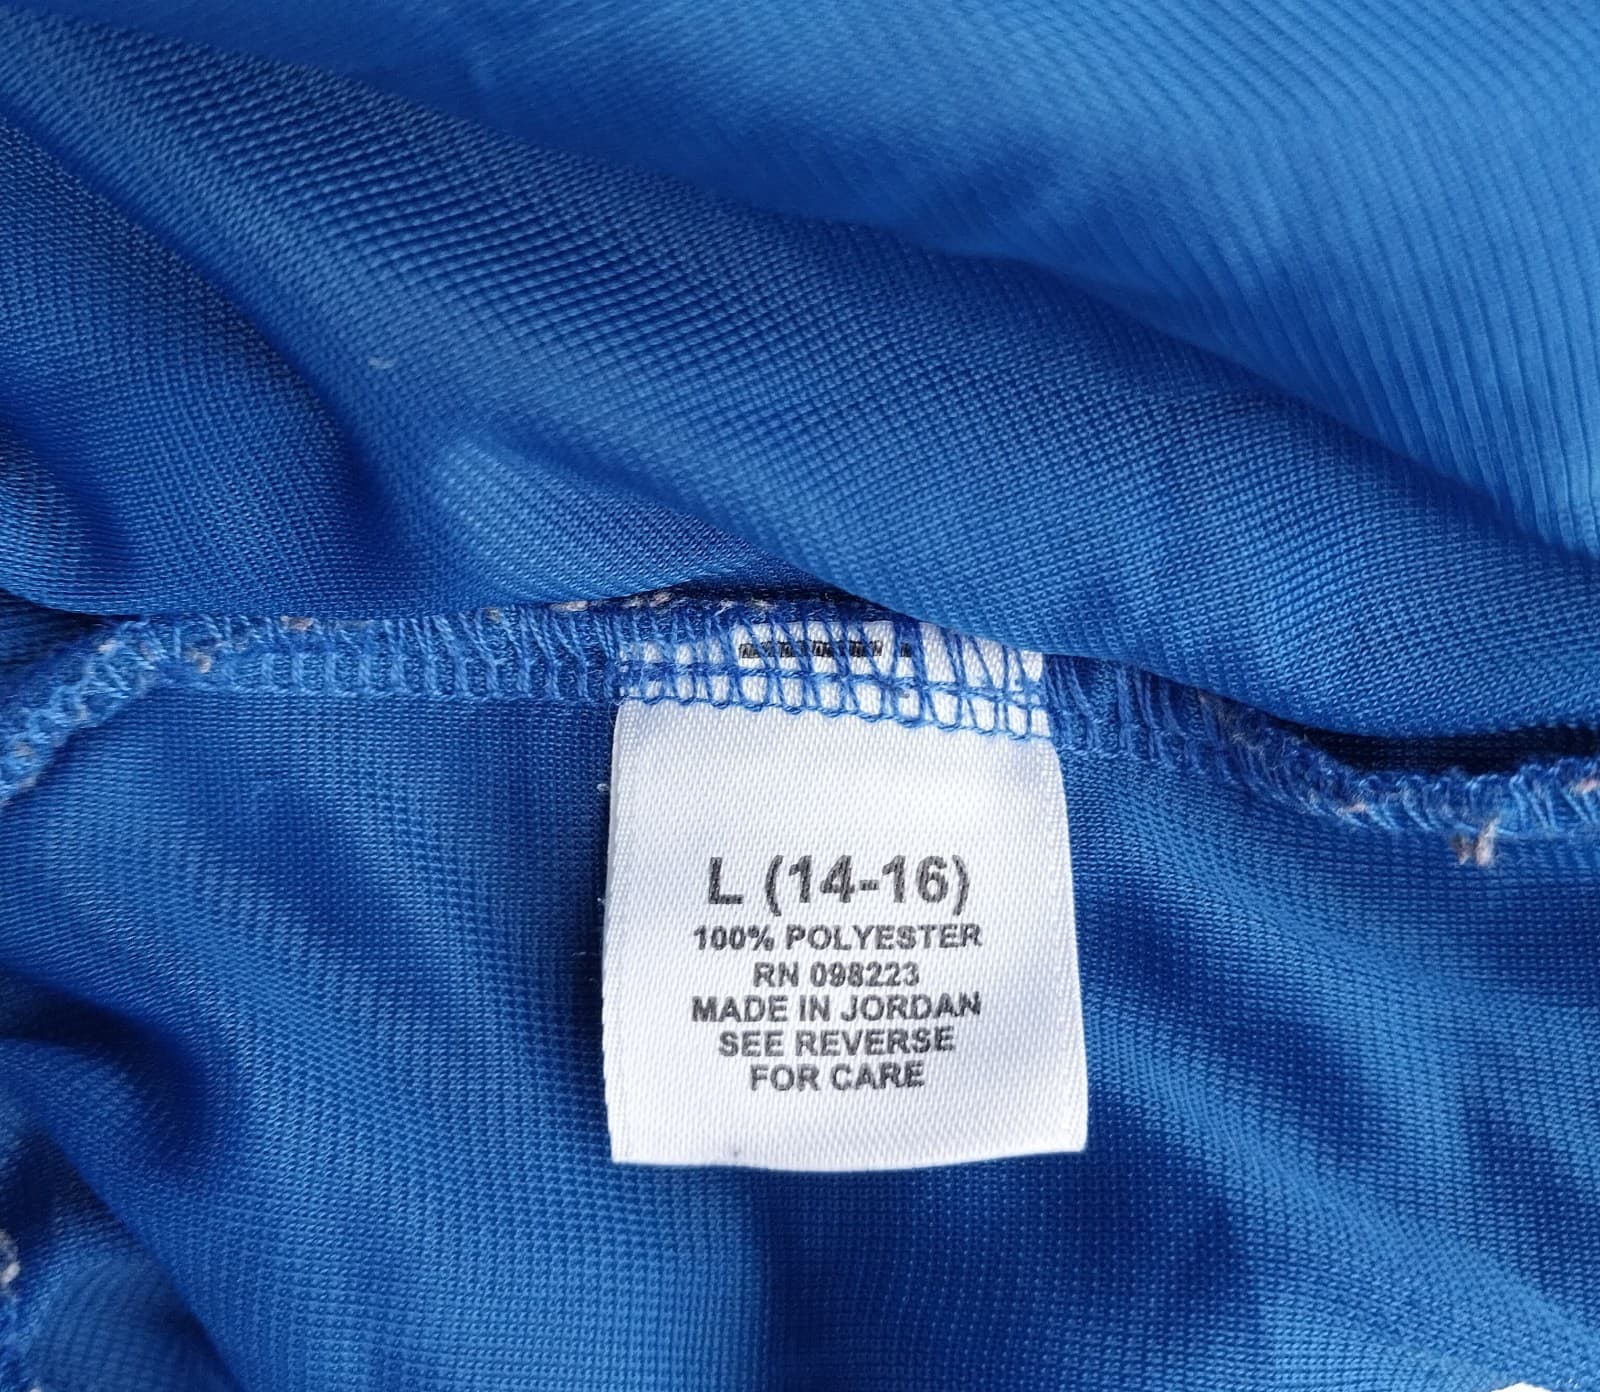 L (14-16)
100% POLYESTER
RN 098223
MADE IN JORDAN
SEE REVERSE
FOR CARE